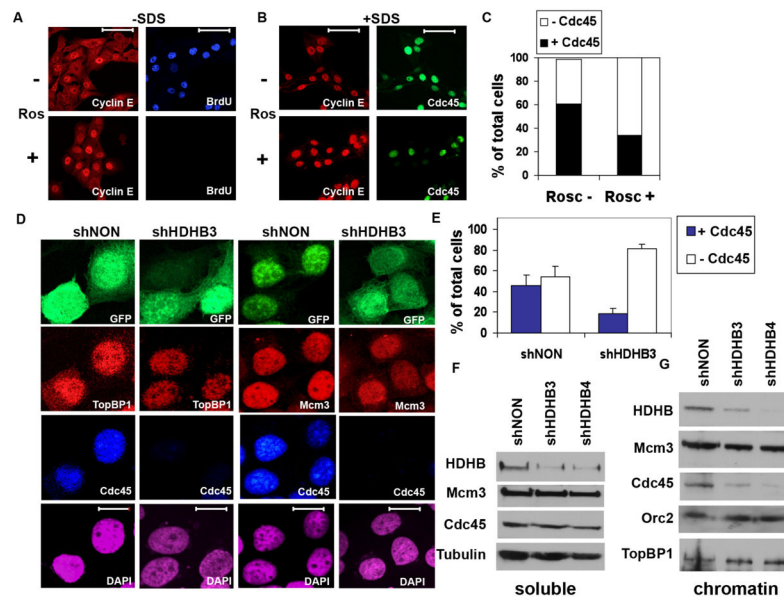 A
-SDS
B
+SDS
C
- Cdc45
+ Cdc45
-
Ros
+
Cyclin E
BrdU
Cyclin E
BrdU
-
Ros
+
Cyclin E
Cdc45
Cyclin E
Cdc45
% of total cells
100
80
60
40
20
0
Rosc -
Rosc +
D
shNON
shHDHB3
shNON
shHDHB3
GFP
GFP
GFP
GFP
TopBP1
TopBP1
Mcm3
Mcm3
Cdc45
Cdc45
Cdc45
Cdc45
DAPI
DAPI
DAPI
DAPI
E
% of total cells
100
80
60
40
20
0
shNON
shHDHB3
+ Cdc45
- Cdc45
F
shNON
shHDHB3
shHDHB4
HDHB
Mcm3
Cdc45
Tubulin
soluble
G
shNON
shHDHB3
shHDHB4
HDHB
Mcm3
Cdc45
Orc2
TopBP1
chromatin